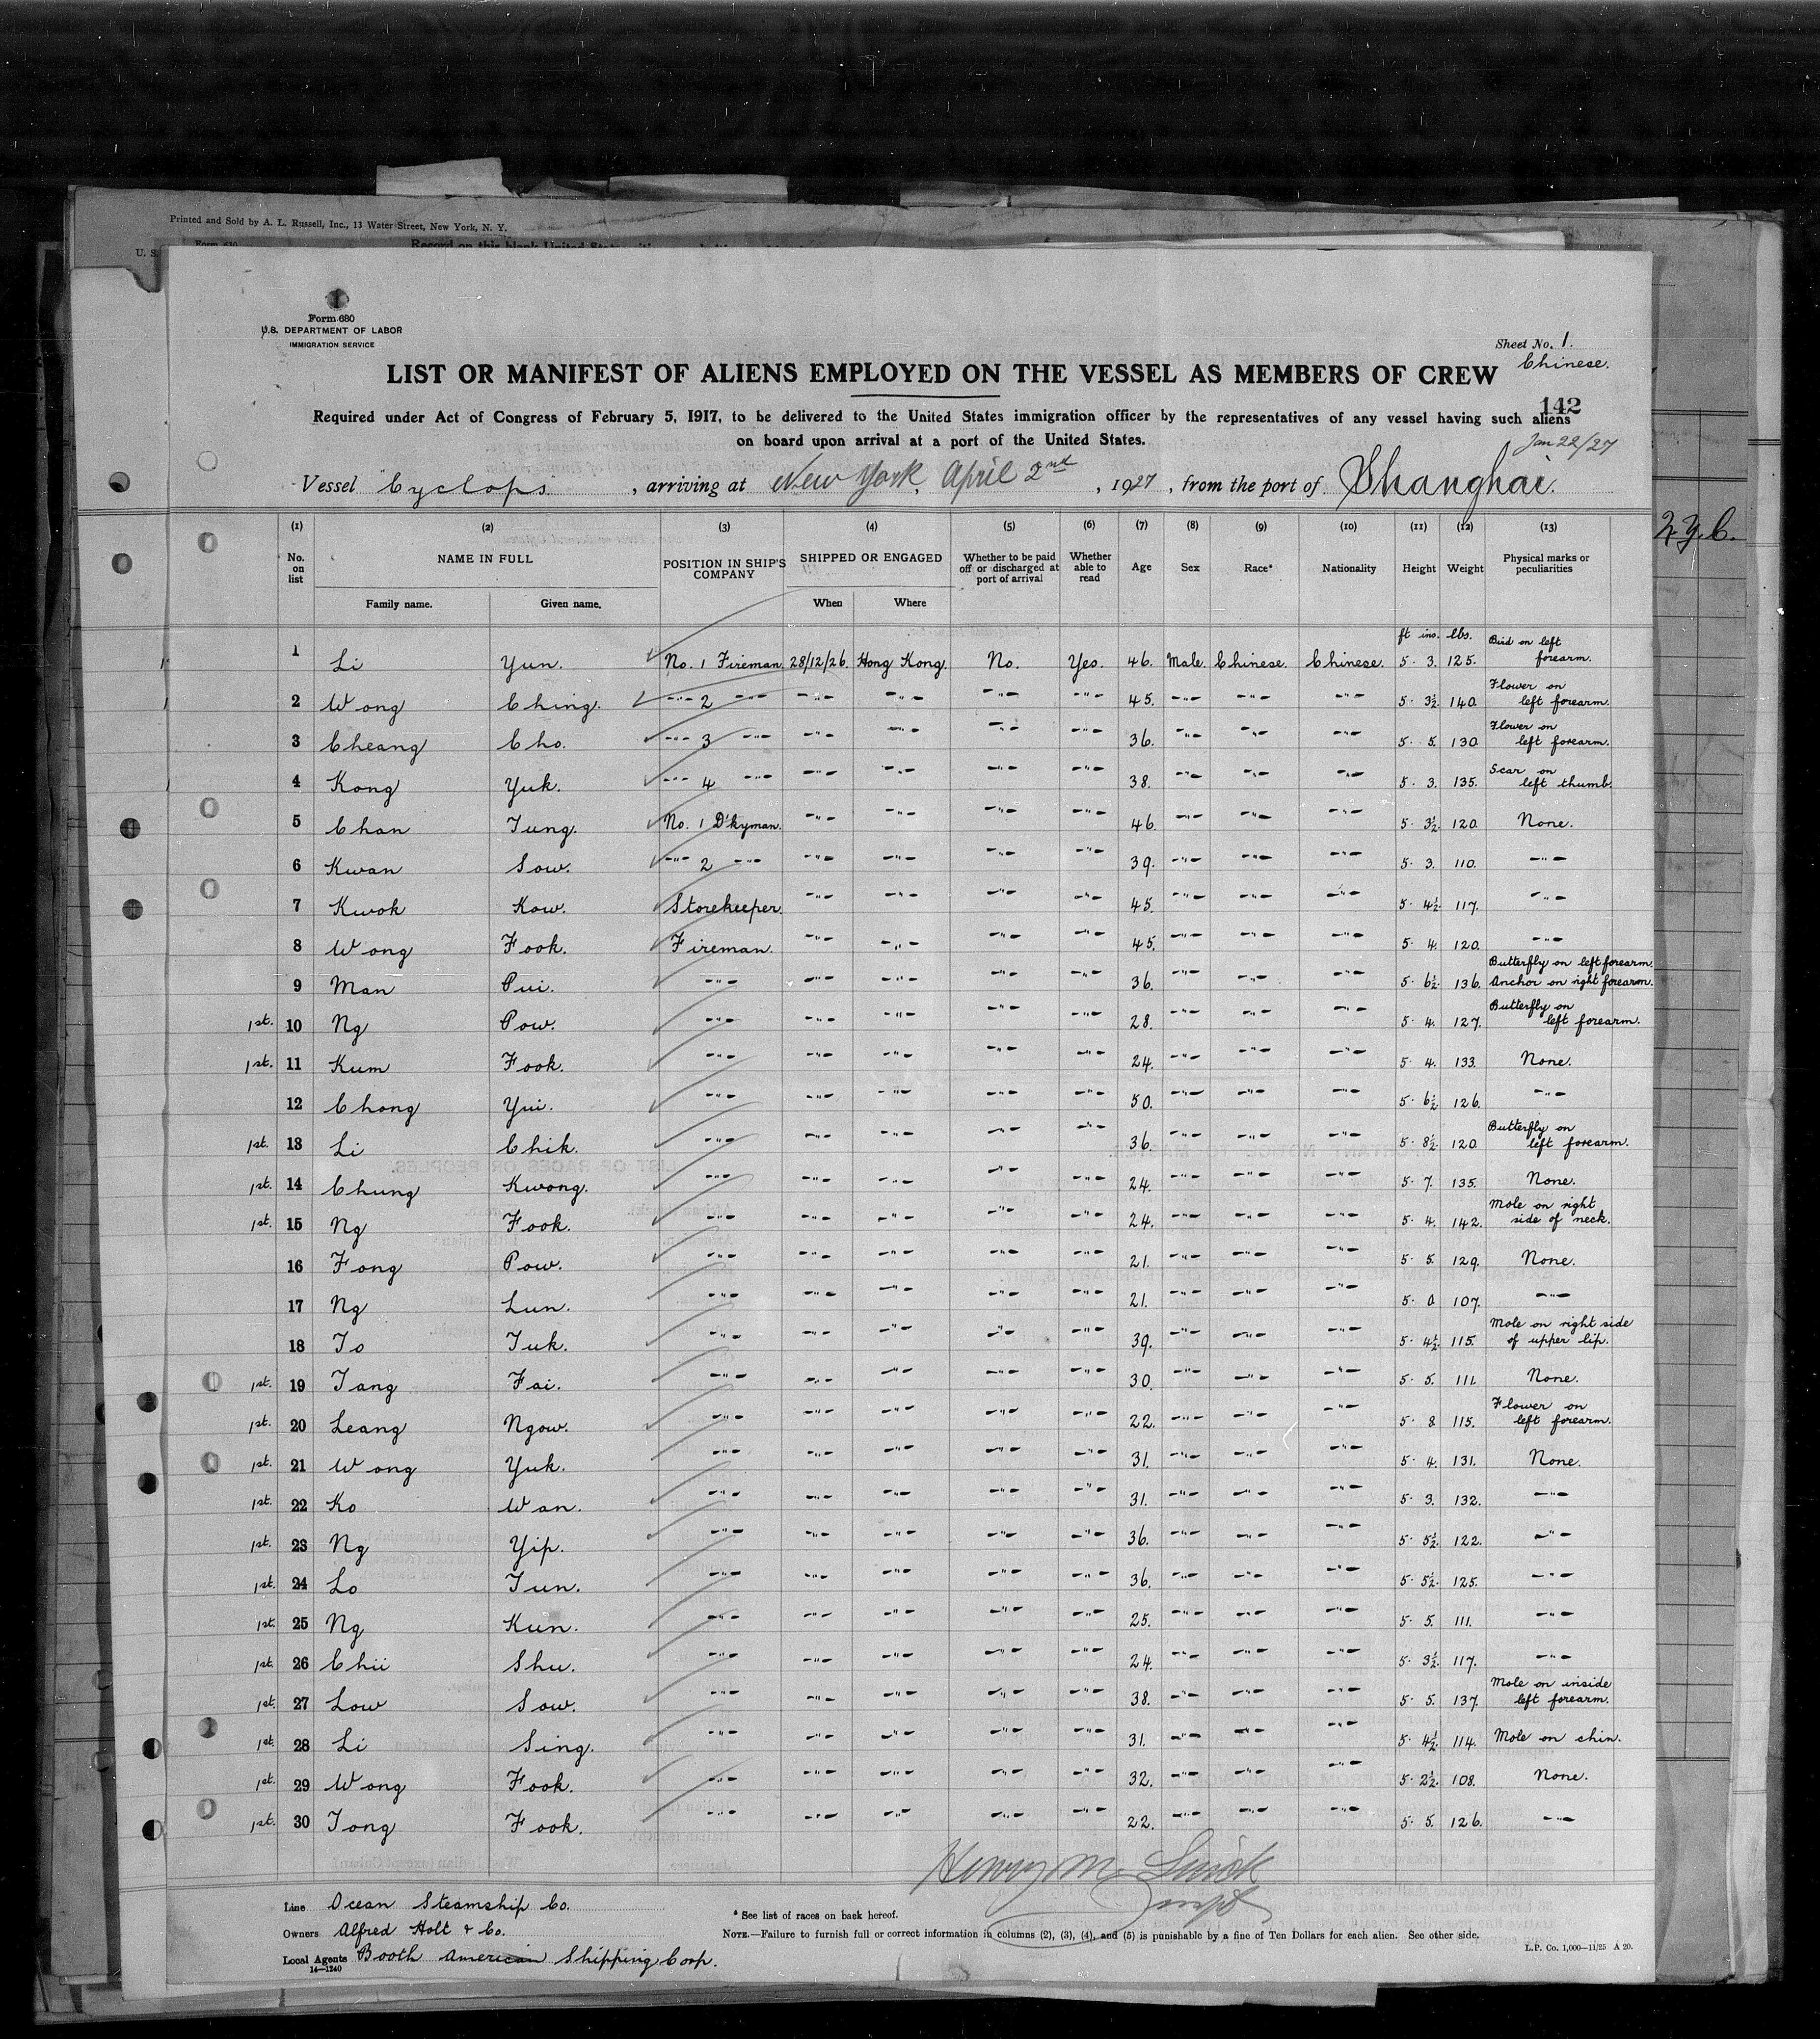 Printed and Sold by A. L. Russell, Inc., 13 Water Street, New York, N. Y.
U. S.
Form 680
U.S. DEPARTMENT OF LABOR
IMMIGRATION SERVICE
Sheet No. 1.
Chinese.
LIST OR MANIFEST OF ALIENS EMPLOYED ON THE VESSEL AS MEMBERS OF CREW
142
Required under Act of Congress of February 5, 1917, to be delivered to the United States immigration officer by the representatives of any vessel having such aliens
on board upon arrival at a port of the United States.
Jan 22/27
Vessel Cyclops, arriving at New York, April 2nd, 1927, from the port of Shanghai.
(1) (2) (3) (4) (5) (6) (7) (8) (9) (10) (11) (12) (13)
No. on list NAME IN FULL POSITION IN SHIP'S COMPANY SHIPPED OR ENGAGED Whether to be paid off or discharged at port of arrival Whether able to read Age Sex Race* Nationality Height Weight Physical marks or peculiarities
Family name. Given name. When Where
ft ins. lbs.
1 Li Yun. No. 1 Fireman. 28/12/26. Hong Kong. No. Yes. 46. Male. Chinese. Chinese. 5 3. 125. Bird on left forearm.
2 Wong Ching. -"- 2 -"- -"- -"- -"- -"- 45. -"- -"- -"- 5 3½ 140. Flower on left forearm.
3 Cheang Cho. -"- 3 -"- -"- -"- -"- -"- 36. -"- -"- -"- 5 5. 130. Flower on left forearm.
4 Kong Yuk. -"- 4 -"- -"- -"- -"- -"- 38. -"- -"- -"- 5 3. 135. Scar on left thumb.
5 Chan Tung. No. 1 D'kyman. -"- -"- -"- -"- 46. -"- -"- -"- 5 3½ 120. None.
6 Kwan Sow. -"- 2 -"- -"- -"- -"- -"- 39. -"- -"- -"- 5 3. 110. -"-
7 Kwok Kow. Storekeeper. -"- -"- -"- -"- 45. -"- -"- -"- 5 4½ 117. -"-
8 Wong Fook. Fireman. -"- -"- -"- -"- 45. -"- -"- -"- 5 4. 120. -"-
9 Man Pui. -"- -"- -"- -"- -"- 36. -"- -"- -"- 5 6½ 136. Butterfly on left forearm. Anchor on right forearm.
1st. 10 Ng Pow. -"- -"- -"- -"- -"- 28. -"- -"- -"- 5 4. 127. Butterfly on left forearm.
1st. 11 Kum Fook. -"- -"- -"- -"- -"- 24. -"- -"- -"- 5 4. 133. None.
12 Chong Yui. -"- -"- -"- -"- -"- 50. -"- -"- -"- 5 6½ 126. -"-
1st. 13 Li Chik. -"- -"- -"- -"- -"- 36. -"- -"- -"- 5 8½ 120. Butterfly on left forearm.
1st. 14 Chung Kwong. -"- -"- -"- -"- -"- 24. -"- -"- -"- 5 7. 135. None.
1st. 15 Ng Fook. -"- -"- -"- -"- -"- 24. -"- -"- -"- 5 4. 142. Mole on right side of neck.
16 Fong Pow. -"- -"- -"- -"- -"- 21. -"- -"- -"- 5 5. 129. None.
17 Ng Lun. -"- -"- -"- -"- -"- 21. -"- -"- -"- 5 0 107. -"-
18 To Tuk. -"- -"- -"- -"- -"- 39. -"- -"- -"- 5 4½ 115. Mole on right side of upper lip.
1st. 19 Tang Fai. -"- -"- -"- -"- -"- 30. -"- -"- -"- 5 5. 111. None.
1st. 20 Leang Ngow. -"- -"- -"- -"- -"- 22. -"- -"- -"- 5 8 115. Flower on left forearm.
1st. 21 Wong Yuk. -"- -"- -"- -"- -"- 31. -"- -"- -"- 5 4. 131. None.
1st. 22 Ko Wan. -"- -"- -"- -"- -"- 31. -"- -"- -"- 5 3. 132. -"-
1st. 23 Ng Yip. -"- -"- -"- -"- -"- 36. -"- -"- -"- 5 5½ 122. -"-
1st. 24 Lo Tun. -"- -"- -"- -"- -"- 36. -"- -"- -"- 5 5½ 125. -"-
1st. 25 Ng Kun. -"- -"- -"- -"- -"- 25. -"- -"- -"- 5 5. 111. -"-
1st. 26 Chii Shu. -"- -"- -"- -"- -"- 24. -"- -"- -"- 5 3½ 117. -"-
1st. 27 Low Sow. -"- -"- -"- -"- -"- 38. -"- -"- -"- 5 5. 137. Mole on inside left forearm.
1st. 28 Li Sing. -"- -"- -"- -"- -"- 31. -"- -"- -"- 5 4½ 114. Mole on chin.
1st. 29 Wong Fook. -"- -"- -"- -"- -"- 32. -"- -"- -"- 5 2½ 108. None.
1st. 30 Tong Fook. -"- -"- -"- -"- -"- 22. -"- -"- -"- 5 5. 126. -"-
Henry M.
Line Ocean Steamship Co.
* See list of races on back hereof.
Owners Alfred Holt & Co.
NOTE.—Failure to furnish full or correct information in columns (2), (3), (4), and (5) is punishable by a fine of Ten Dollars for each alien. See other side.
Local Agents Booth American Shipping Corp.
14—1240
L.P. Co. 1,000—11/25 A 20.